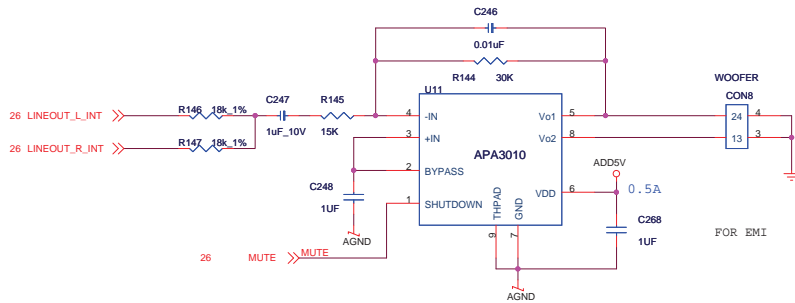 C246
0.01uF
R144 30K
U11
WOOFER
CON8
26 LINEOUT_L_INT
R146 18k_1%
C247
1uF_10V
R145
15K
4 -IN
Vo1 5
24 4
26 LINEOUT_R_INT
R147 18k_1%
3 +IN
Vo2 8
13 3
APA3010
2 BYPASS
ADD5V
C248
1UF
VDD 6
0.5A
1 SHUTDOWN
THPAD
GND
9
7
C268
1UF
FOR EMI
AGND
26 MUTE MUTE
AGND